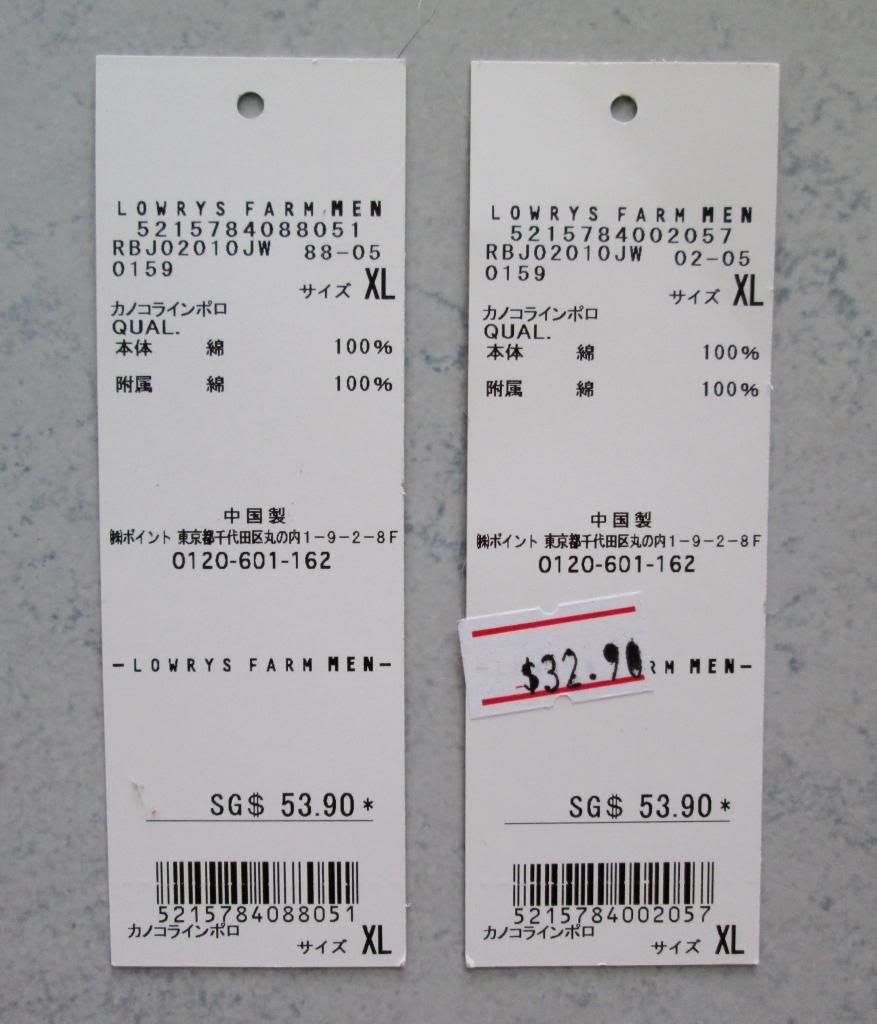 LOWRYS FARM MEN
5215784088051
RBJ02010JW 88-05
0159
サイズ XL
カノコラインポロ
QUAL.
本体 綿 100%
附属 綿 100%
中国製
㈱ポイント 東京都千代田区丸の内1-9-2-8F
0120-601-162
-LOWRYS FARM MEN-
SG$ 53.90*
5215784088051
カノコラインポロ
サイズ XL
LOWRYS FARM MEN
5215784002057
RBJ02010JW 02-05
0159
サイズ XL
カノコラインポロ
QUAL.
本体 綿 100%
附属 綿 100%
中国製
㈱ポイント 東京都千代田区丸の内1-9-2-8F
0120-601-162
$32.90
RM MEN-
SG$ 53.90*
5215784002057
カノコラインポロ
サイズ XL